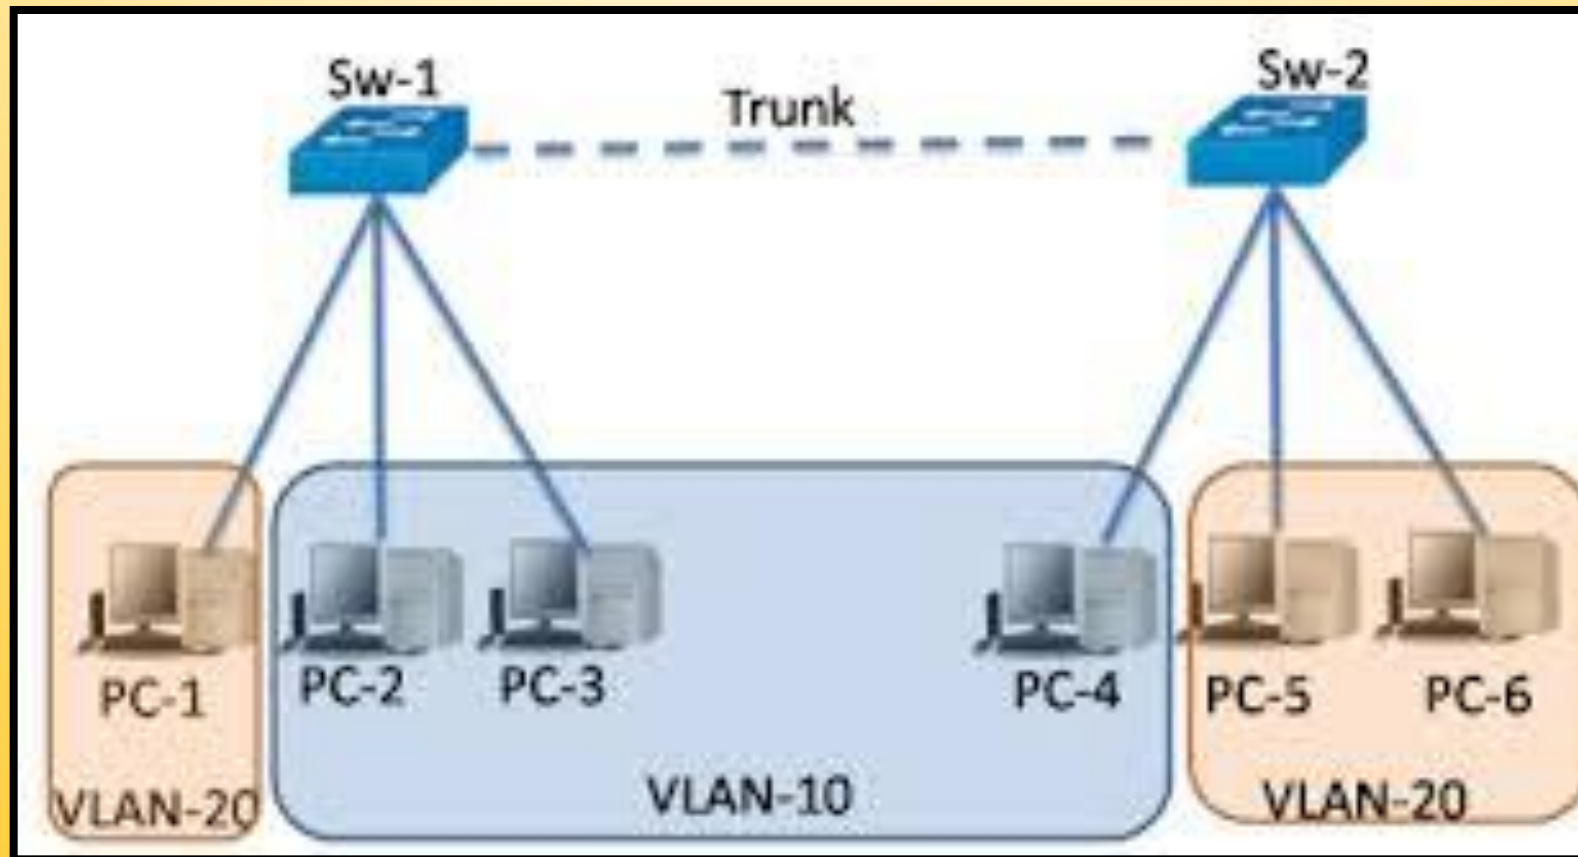 Sw-1
Trunk
Sw-2
PC-1
PC-2
PC-3
PC-4
PC-5
PC-6
VLAN-20
VLAN-10
VLAN-20